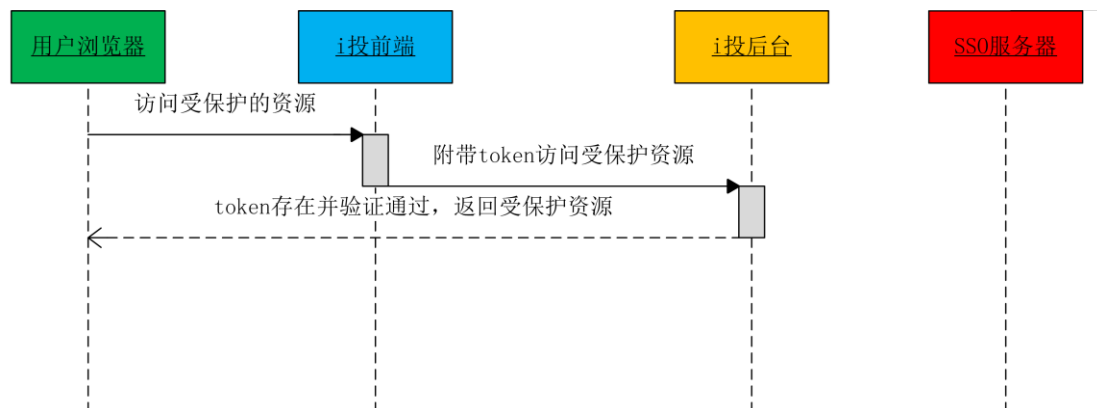 用户浏览器
i投前端
i投后台
SSO服务器
访问受保护的资源
附带token访问受保护资源
token存在并验证通过，返回受保护资源